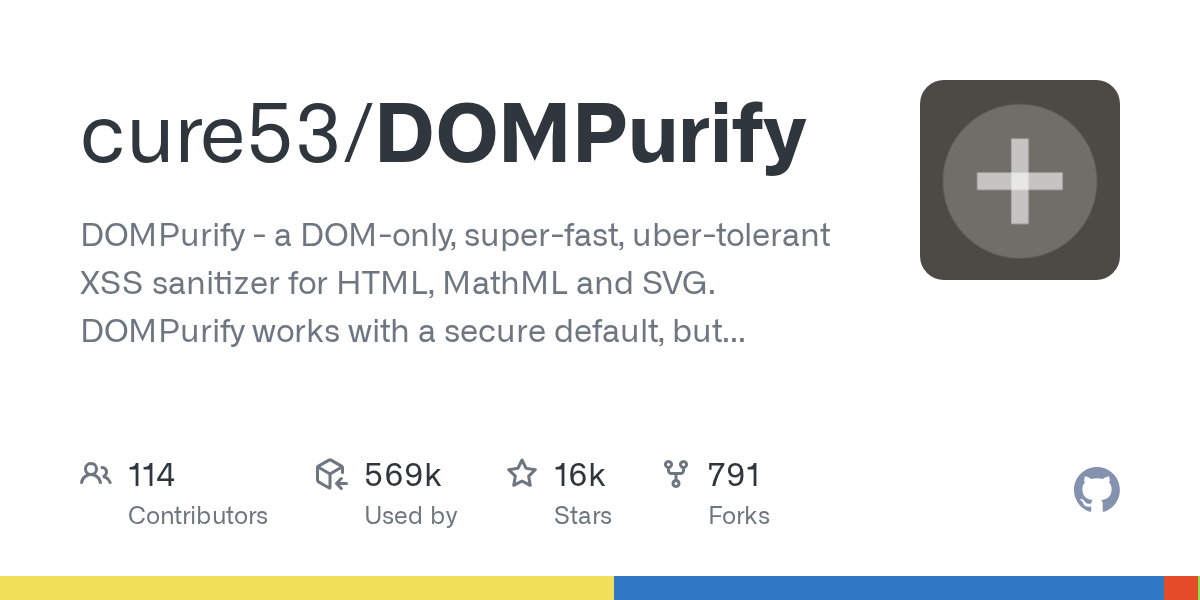 cure53/DOMPurify
DOMPurify - a DOM-only, super-fast, uber-tolerant
XSS sanitizer for HTML, MathML and SVG.
DOMPurify works with a secure default, but...
114 569k 16k 791
Contributors Used by Stars Forks